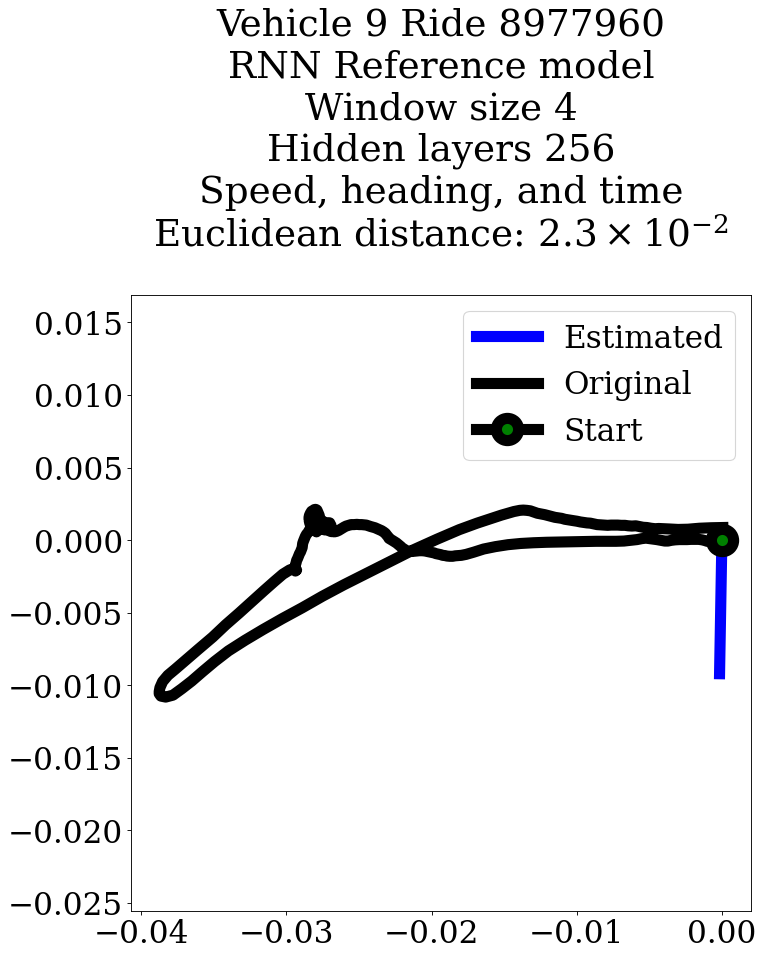 Vehicle 9 Ride 8977960
RNN Reference model
Window size 4
Hidden layers 256
Speed, heading, and time
Euclidean distance: 2.3 × 10⁻²
Estimated
Original
Start
0.015
0.010
0.005
0.000
−0.005
−0.010
−0.015
−0.020
−0.025
−0.04 −0.03 −0.02 −0.01 0.00